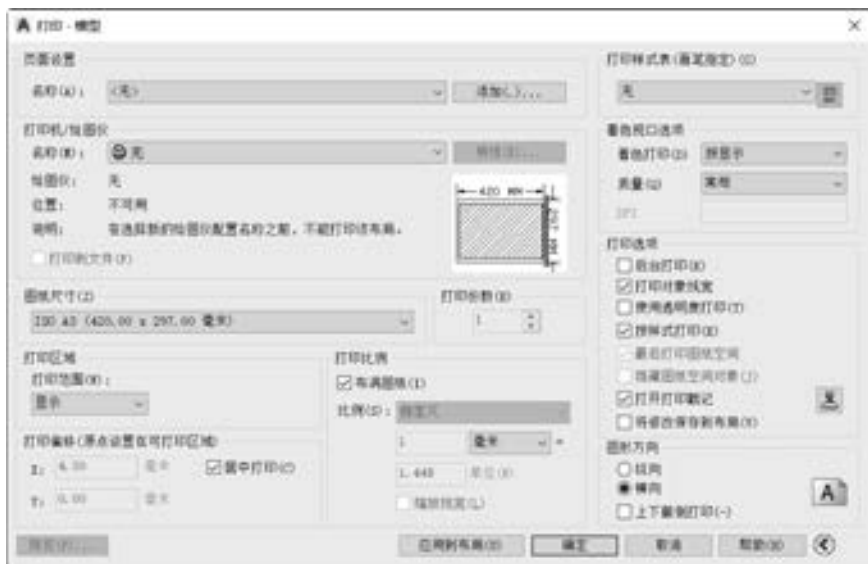 打印 - 模型
页面设置
名称(A): <无> 添加(.)...
打印机/绘图仪
名称(M): 无 特性(R)...
绘图仪: 无
位置: 不可用
说明: 在选择新的绘图仪配置名称之前,不能打印该布局。
打印到文件(F)
420 MM
297 MM
图纸尺寸(Z)
ISO A3 (420.00 x 297.00 毫米)
打印份数(B)
1
打印区域
打印范围(W):
显示
打印比例
布满图纸(I)
比例(S): 自定义
1 毫米 =
1.448 单位(N)
缩放线宽(L)
打印偏移(原点设置在可打印区域)
X: 毫米 居中打印(C)
Y: 0.00 毫米
打印样式表(画笔指定)(G)
无
着色视口选项
着色打印(D) 按显示
质量(Q) 常规
DPI
打印选项
后台打印(K)
打印对象线宽
使用透明度打印(T)
按样式打印(E)
最后打印图纸空间
隐藏图纸空间对象(J)
打开打印戳记
将修改保存到布局(V)
图形方向
纵向
横向
上下颠倒打印(-)
A
预览(P)... 应用到布局(U) 确定 取消 帮助(H)